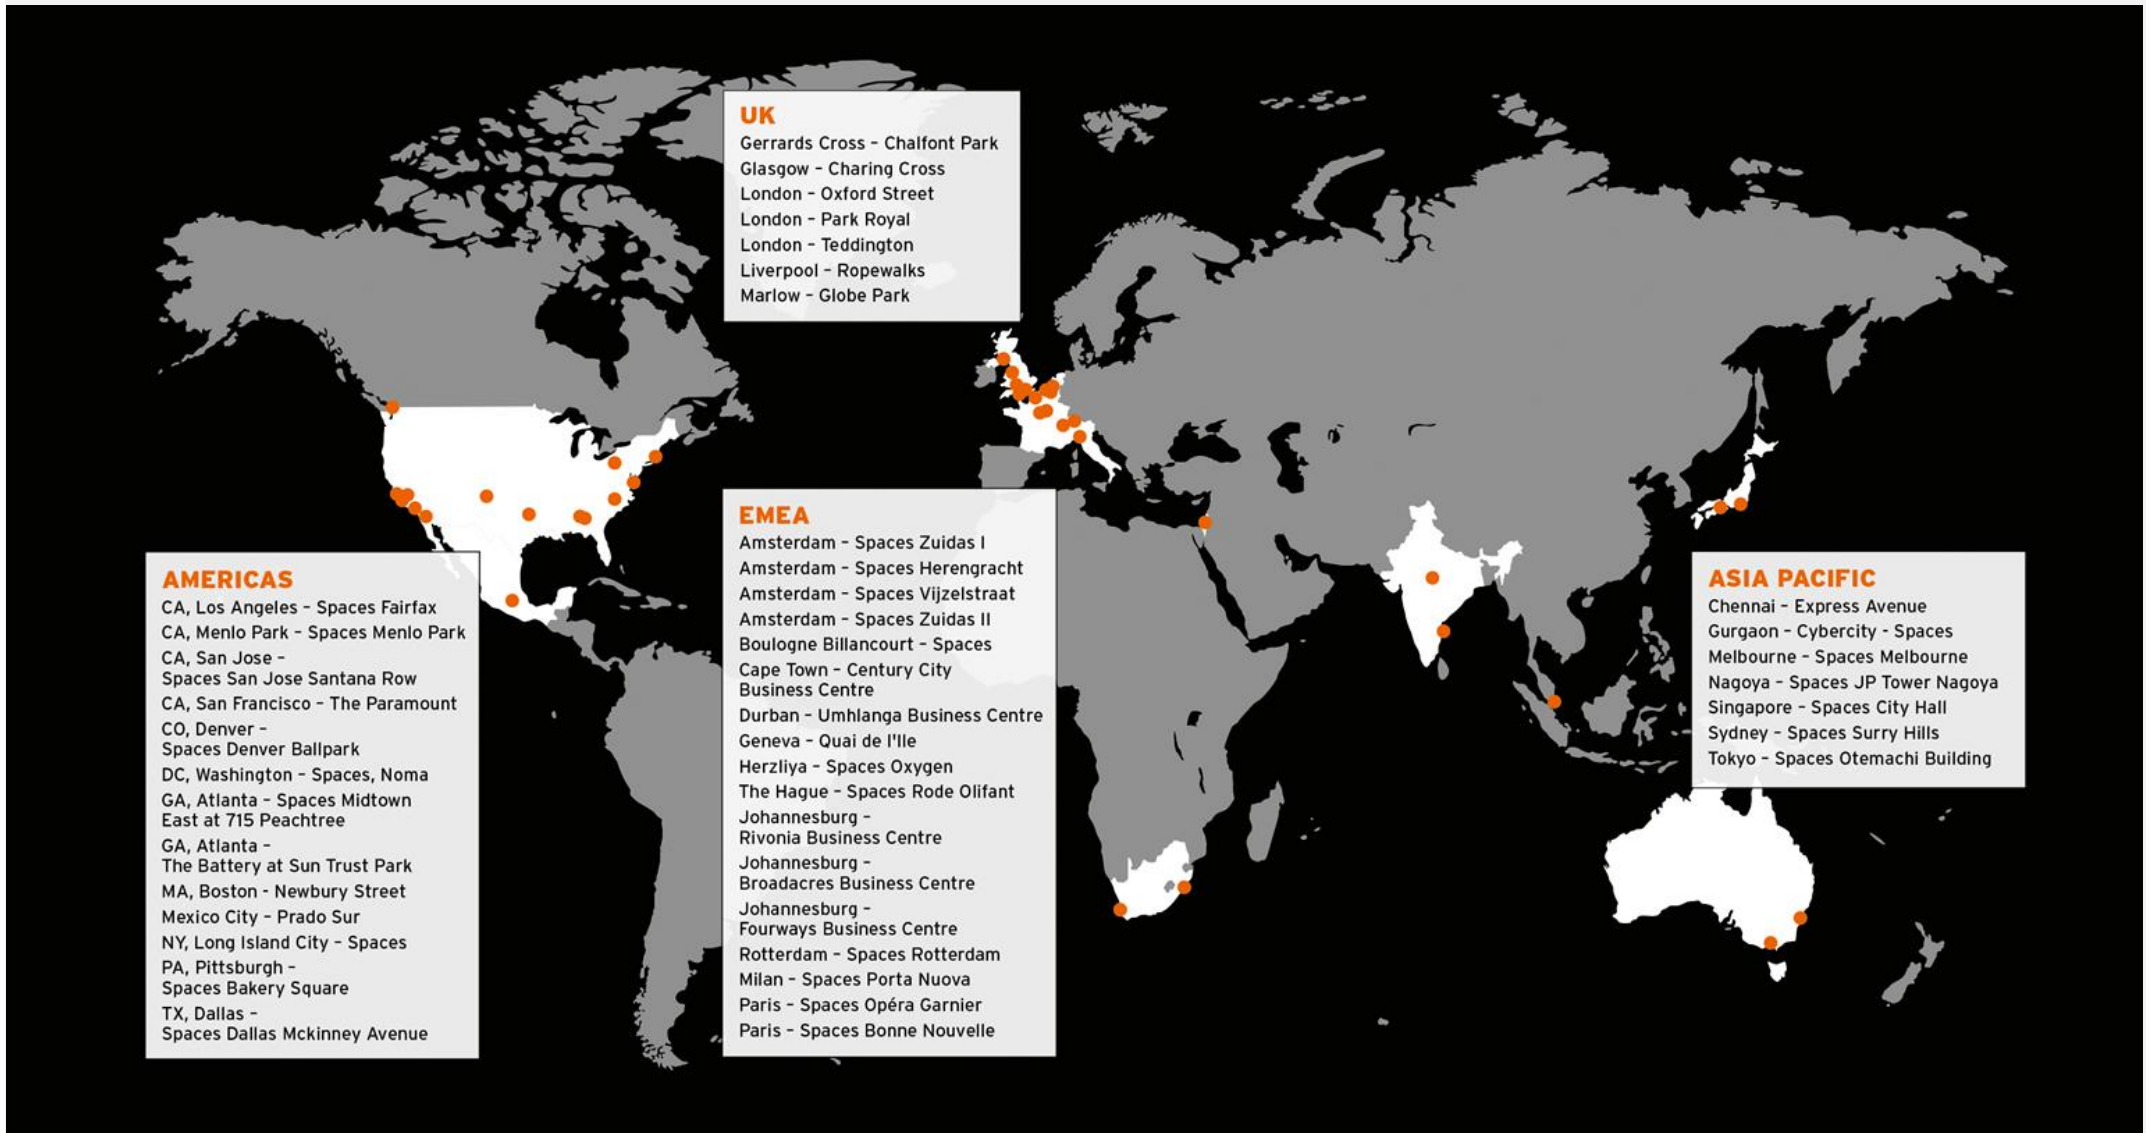 UK
Gerrards Cross – Chalfont Park
Glasgow – Charing Cross
London – Oxford Street
London – Park Royal
London – Teddington
Liverpool – Ropewalks
Marlow – Globe Park
AMERICAS
CA, Los Angeles – Spaces Fairfax
CA, Menlo Park – Spaces Menlo Park
CA, San Jose –
Spaces San Jose Santana Row
CA, San Francisco – The Paramount
CO, Denver –
Spaces Denver Ballpark
DC, Washington – Spaces, Noma
GA, Atlanta – Spaces Midtown
East at 715 Peachtree
GA, Atlanta –
The Battery at Sun Trust Park
MA, Boston - Newbury Street
Mexico City – Prado Sur
NY, Long Island City – Spaces
PA, Pittsburgh –
Spaces Bakery Square
TX, Dallas –
Spaces Dallas Mckinney Avenue
EMEA
Amsterdam – Spaces Zuidas I
Amsterdam – Spaces Herengracht
Amsterdam – Spaces Vijzelstraat
Amsterdam – Spaces Zuidas II
Boulogne Billancourt – Spaces
Cape Town – Century City
Business Centre
Durban – Umhlanga Business Centre
Geneva – Quai de l'Ile
Herzliya – Spaces Oxygen
The Hague – Spaces Rode Olifant
Johannesburg –
Rivonia Business Centre
Johannesburg –
Broadacres Business Centre
Johannesburg –
Fourways Business Centre
Rotterdam – Spaces Rotterdam
Milan – Spaces Porta Nuova
Paris – Spaces Opéra Garnier
Paris – Spaces Bonne Nouvelle
ASIA PACIFIC
Chennai – Express Avenue
Gurgaon – Cybercity - Spaces
Melbourne – Spaces Melbourne
Nagoya – Spaces JP Tower Nagoya
Singapore – Spaces City Hall
Sydney – Spaces Surry Hills
Tokyo – Spaces Otemachi Building